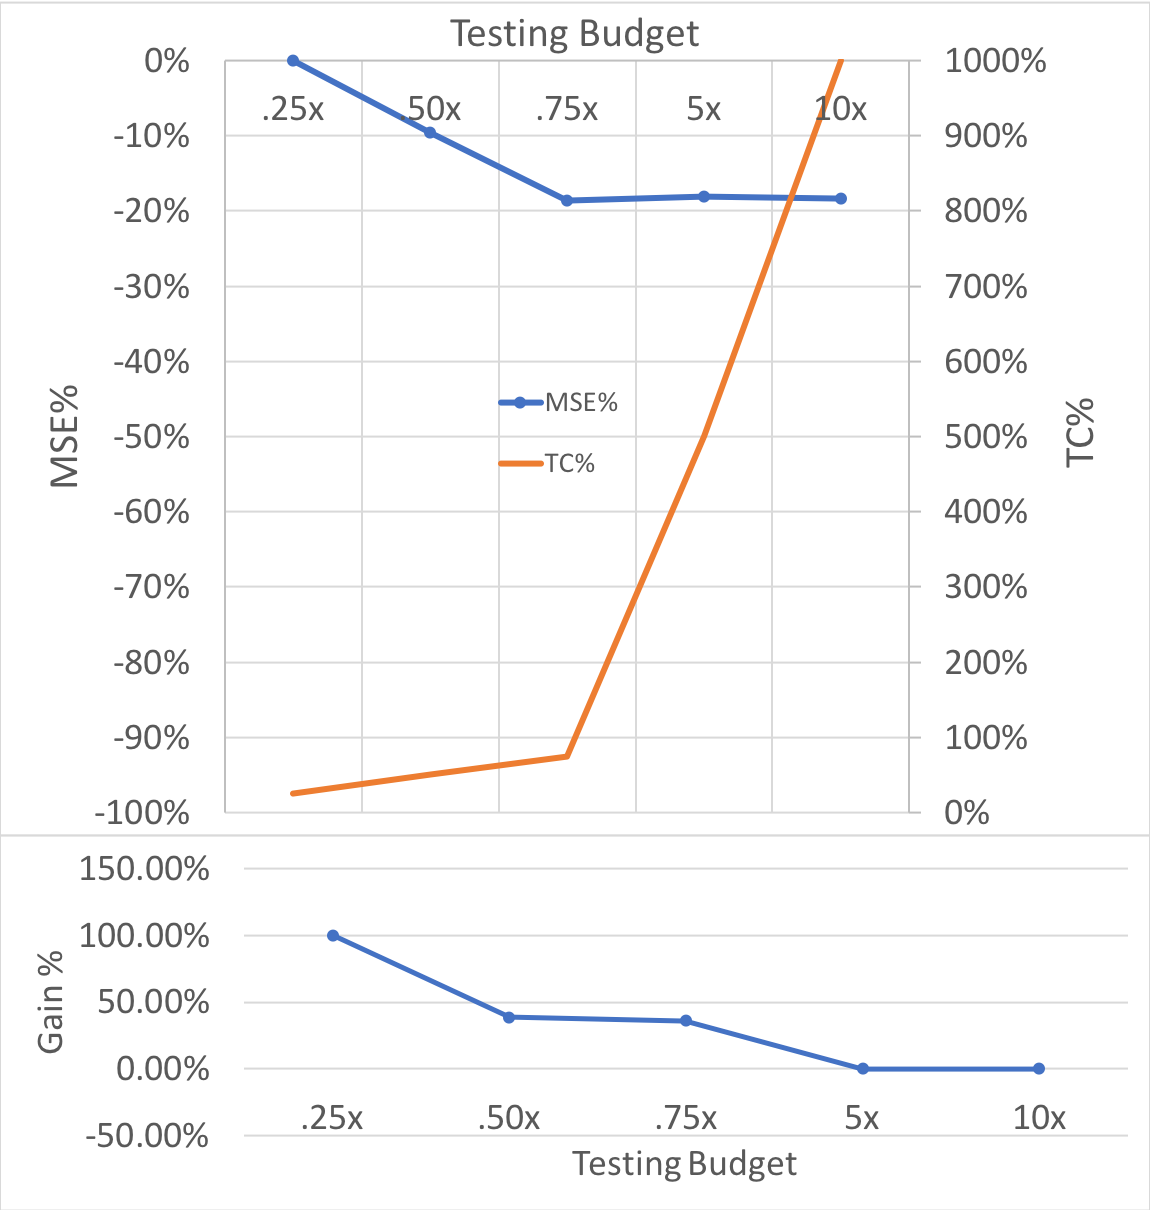 Testing Budget
0% 1000%
.25x .50x .75x 5x 10x
-10% 900%
-20% 800%
-30% 700%
-40% 600%
MSE%
MSE%
TC%
-50% 500%
TC%
-60% 400%
-70% 300%
-80% 200%
-90% 100%
-100% 0%
150.00%
100.00%
Gain %
50.00%
0.00%
.25x .50x .75x 5x 10x
-50.00%
Testing Budget